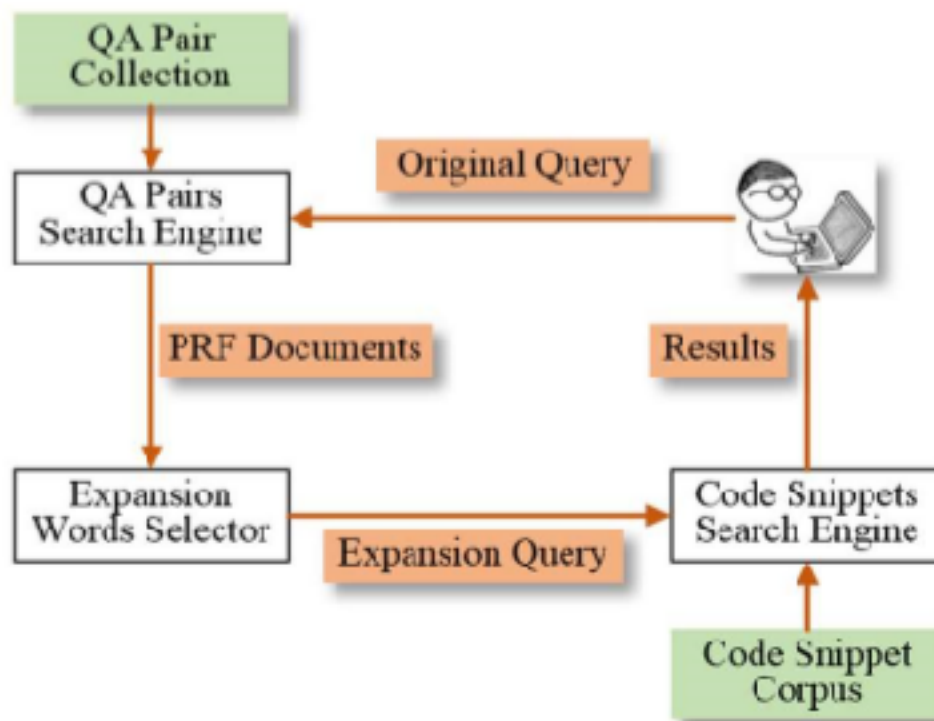 QA Pair
Collection
Original Query
QA Pairs
Search Engine
PRF Documents
Results
Expansion
Words Selector
Code Snippets
Search Engine
Expansion Query
Code Snippet
Corpus